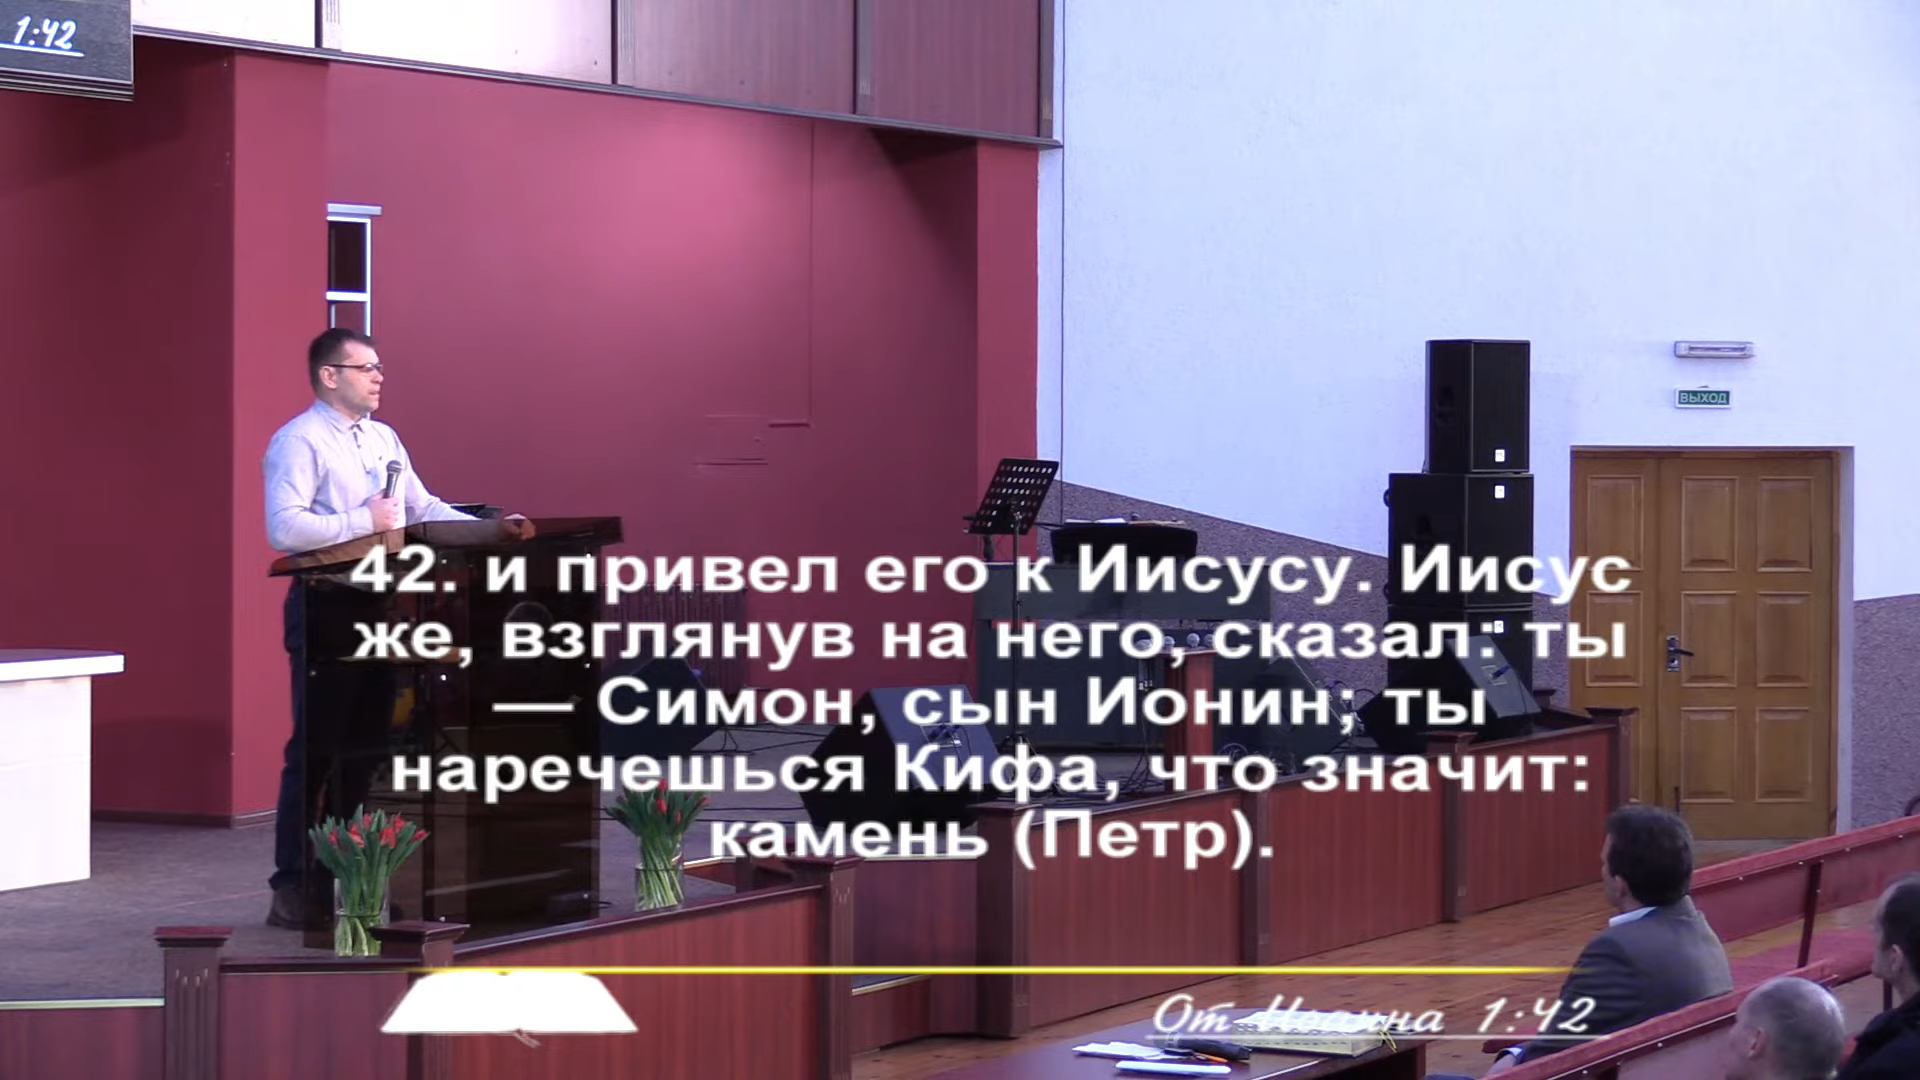 1:42
ВЫХОД
42. и привел его к Иисусу. Иисус
же, взглянув на него, сказал: ты
— Симон, сын Ионин; ты
наречешься Кифа, что значит:
камень (Петр).
От Иоанна 1:42